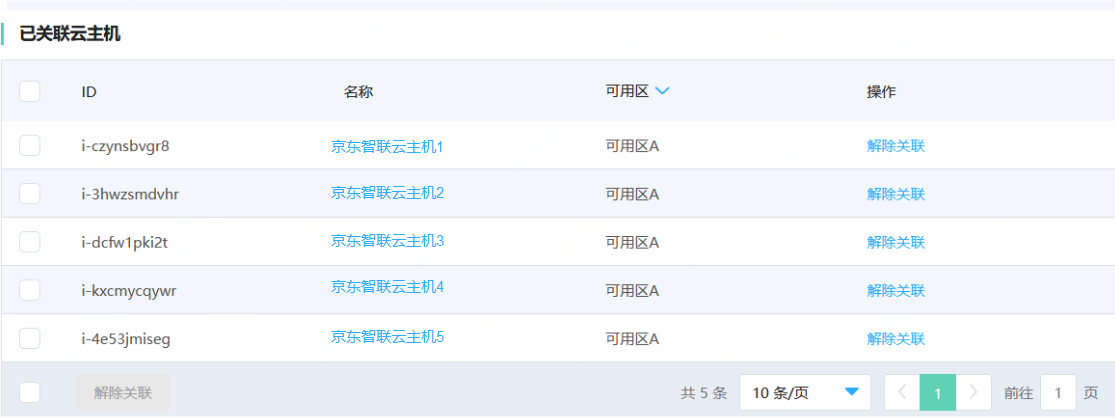 已关联云主机
ID 名称 可用区 操作
i-czynsbvgr8 京东智联云主机1 可用区A 解除关联
i-3hwzsmdvhr 京东智联云主机2 可用区A 解除关联
i-dcfw1pki2t 京东智联云主机3 可用区A 解除关联
i-kxcmycqywr 京东智联云主机4 可用区A 解除关联
i-4e53jmiseg 京东智联云主机5 可用区A 解除关联
解除关联 共 5 条 10 条/页 1 前往 1 页